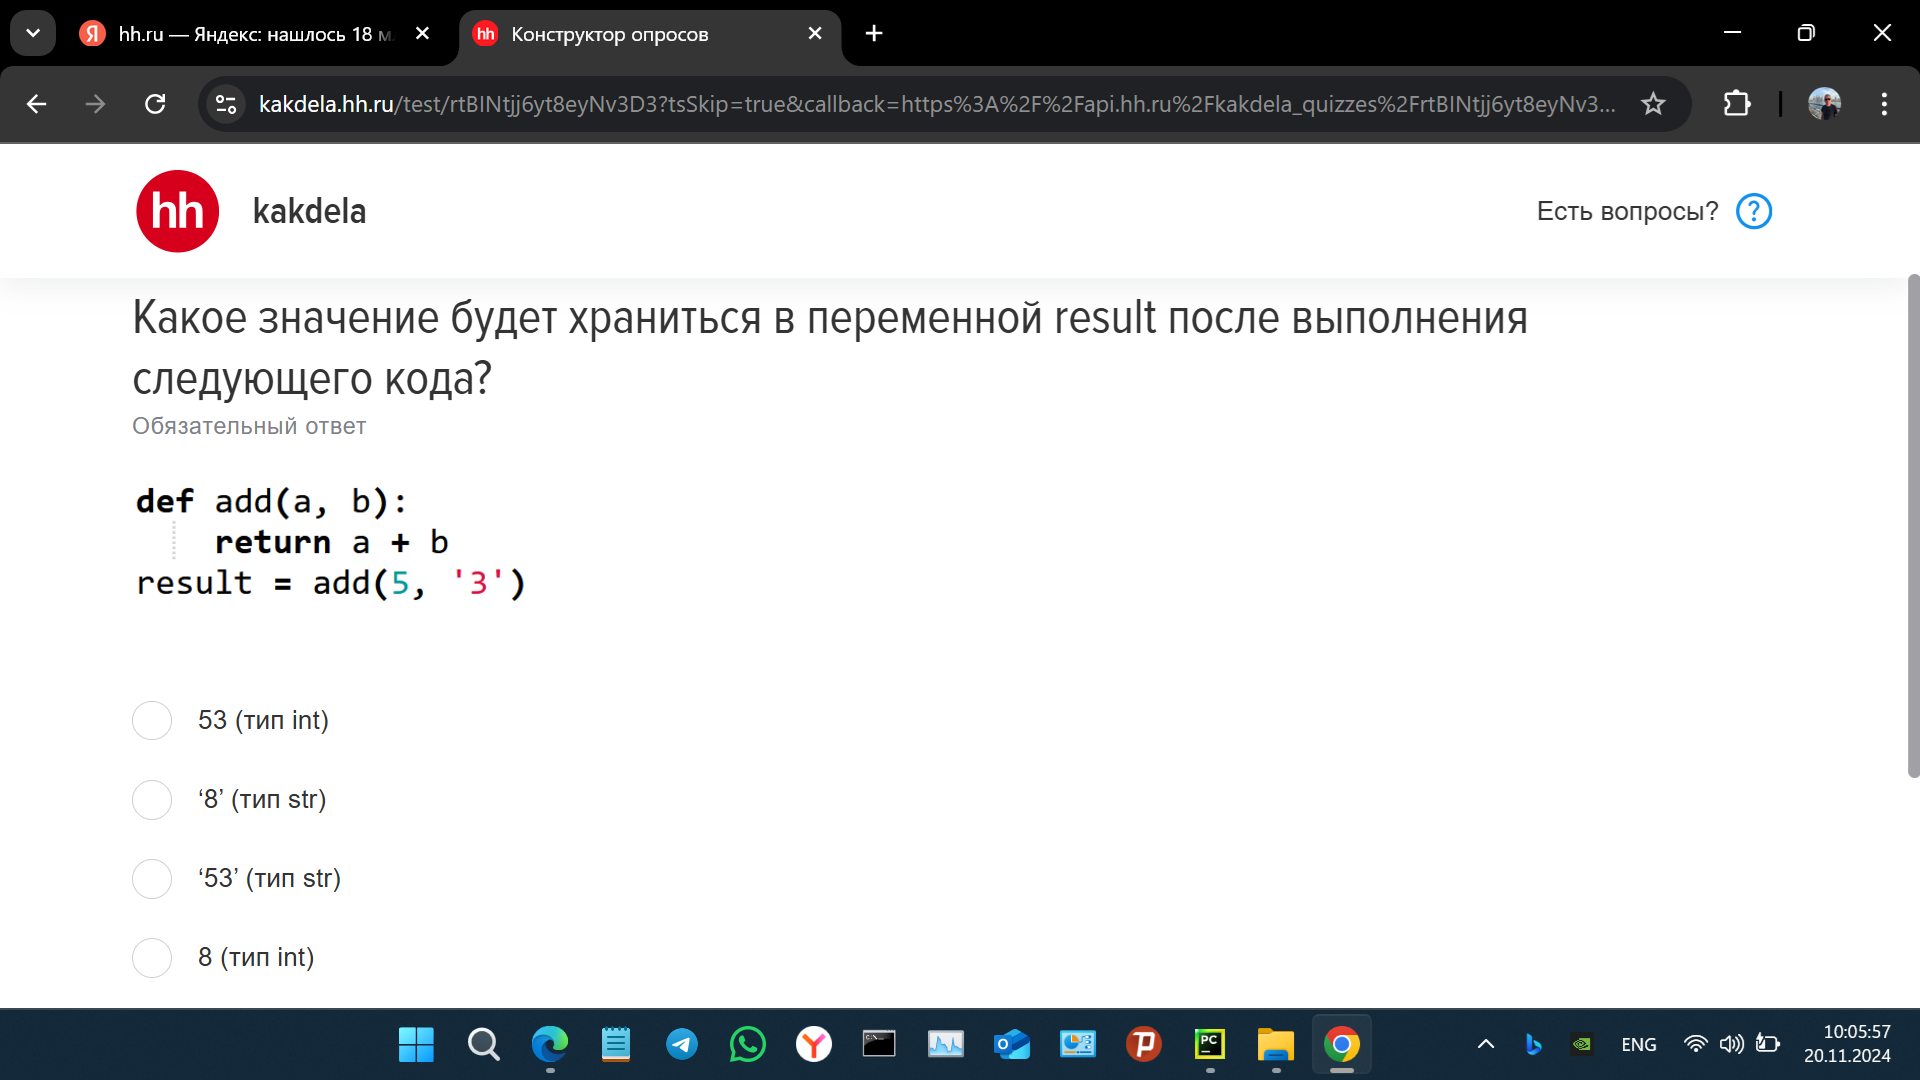 hh.ru — Яндекс: нашлось 18 м
hh Конструктор опросов
kakdela.hh.ru/test/rtBINtjj6yt8eyNv3D3?tsSkip=true&callback=https%3A%2F%2Fapi.hh.ru%2Fkakdela_quizzes%2FrtBINtjj6yt8eyNv3...
hh kakdela
Есть вопросы? ?
Какое значение будет храниться в переменной result после выполнения
следующего кода?
Обязательный ответ
def add(a, b):
return a + b
result = add(5, '3')
53 (тип int)
‘8’ (тип str)
‘53’ (тип str)
8 (тип int)
ENG
10:05:57
20.11.2024